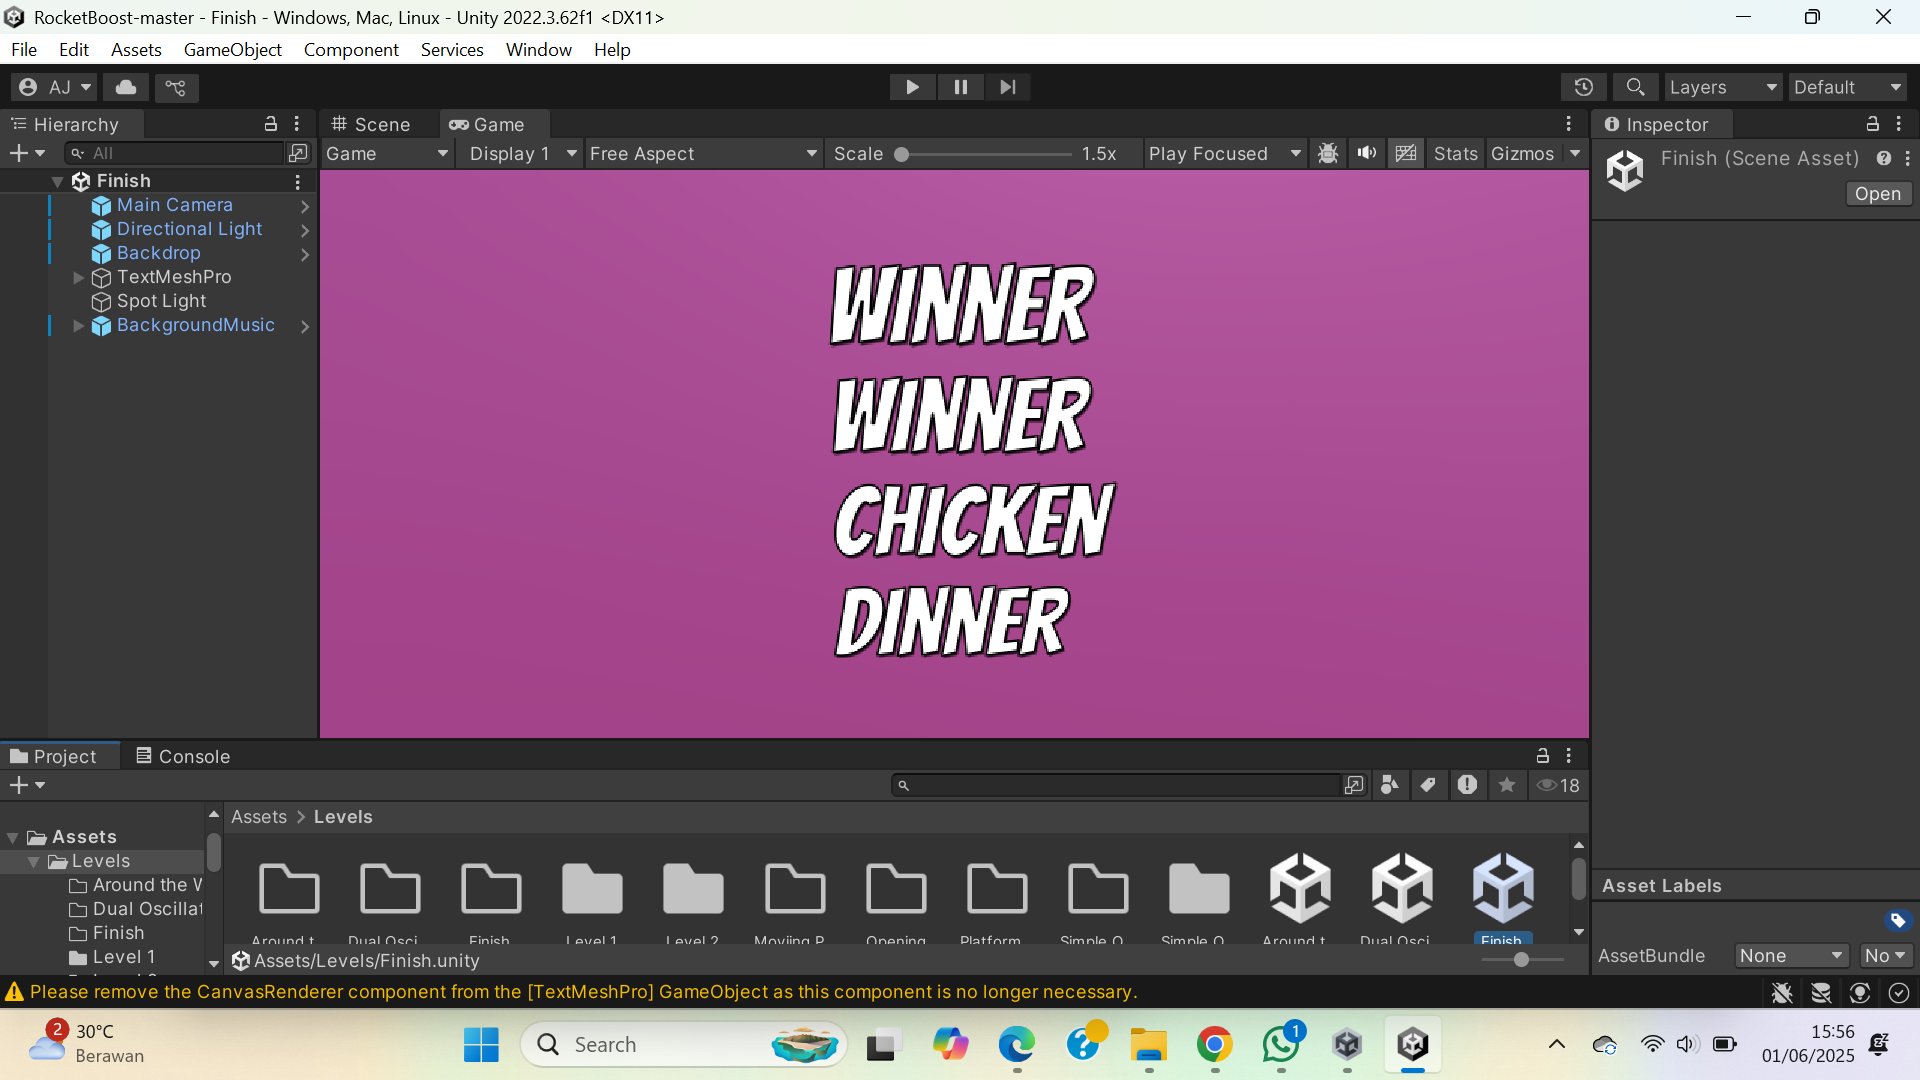 RocketBoost-master - Finish - Windows, Mac, Linux - Unity 2022.3.62f1 <DX11>
File Edit Assets GameObject Component Services Window Help
AJ Layers Default
Hierarchy Scene Game Inspector
All Game Display 1 Free Aspect Scale 1.5x Play Focused Stats Gizmos Finish (Scene Asset)
Open
Finish
Main Camera
Directional Light
Backdrop
TextMeshPro
Spot Light
BackgroundMusic
WINNER
WINNER
CHICKEN
DINNER
Project Console
18
Assets > Levels
Assets
Levels
Around the W
Dual Oscillat
Finish
Level 1
Around t... Dual Osci... Finish Level 1 Level 2 Moving P... Opening Platform... Simple O... Simple O... Around t... Dual Osci... Finish
Assets/Levels/Finish.unity
Asset Labels
AssetBundle None No
Please remove the CanvasRenderer component from the [TextMeshPro] GameObject as this component is no longer necessary.
2
30°C
Berawan
Search
1
15:56
01/06/2025